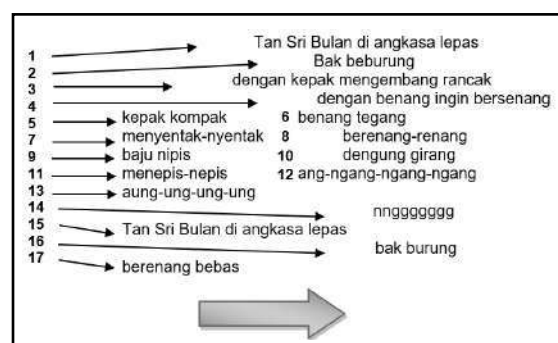 1 Tan Sri Bulan di angkasa lepas
2 Bak beburung
3 dengan kepak mengembang rancak
4 dengan benang ingin bersenang
5 kepak kompak 6 benang tegang
7 menyentak-nyentak 8 berenang-renang
9 baju nipis 10 dengung girang
11 menepis-nepis 12 ang-ngang-ngang-ngang
13 aung-ung-ung-ung
14 nnggggggg
15 Tan Sri Bulan di angkasa lepas
16 bak burung
17 berenang bebas